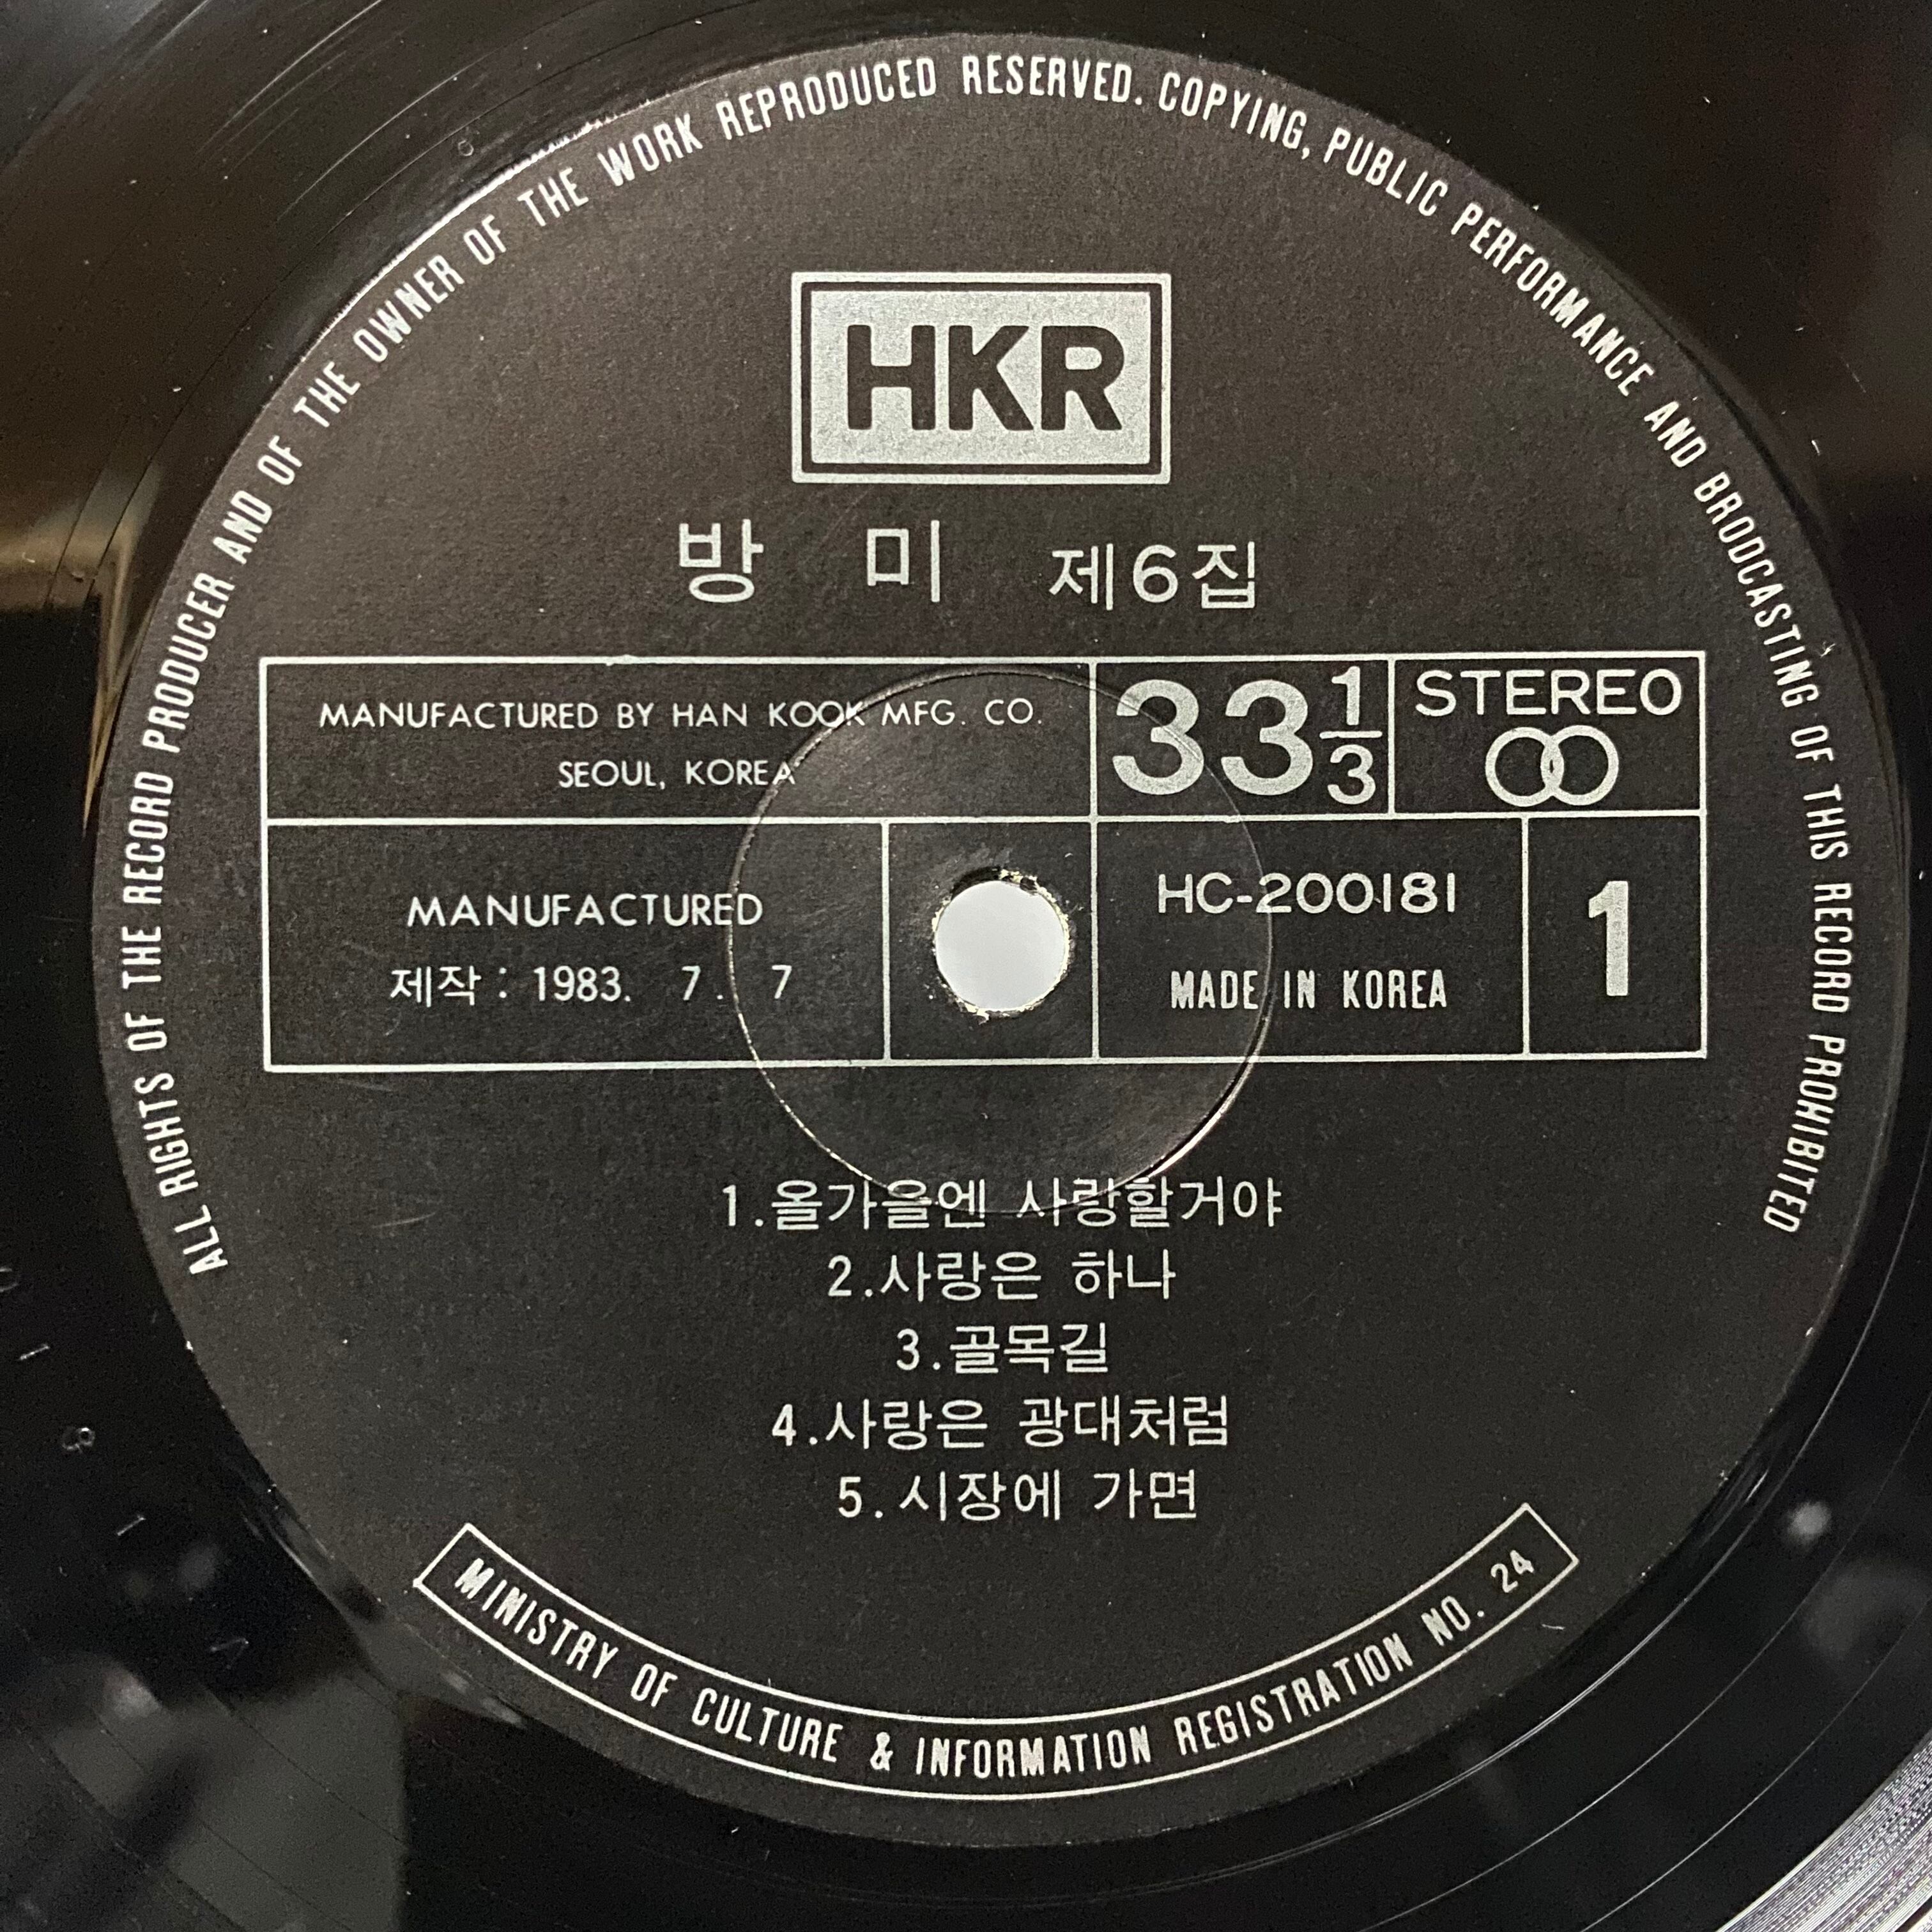 ALL RIGHTS OF THE RECORD PRODUCER AND OF THE OWNER OF THE WORK REPRODUCED RESERVED. COPYING, PUBLIC PERFORMANCE AND BRODCASTING OF THIS RECORD PROHIBITED
HKR
방 미 제6집
MANUFACTURED BY HAN KOOK MFG. CO.
SEOUL, KOREA
33 1/3
STEREO
MANUFACTURED
제작 : 1983. 7. 7
HC-200181
MADE IN KOREA
1
1.올가을엔 사랑할거야
2.사랑은 하나
3.골목길
4.사랑은 광대처럼
5.시장에 가면
MINISTRY OF CULTURE & INFORMATION REGISTRATION NO. 24